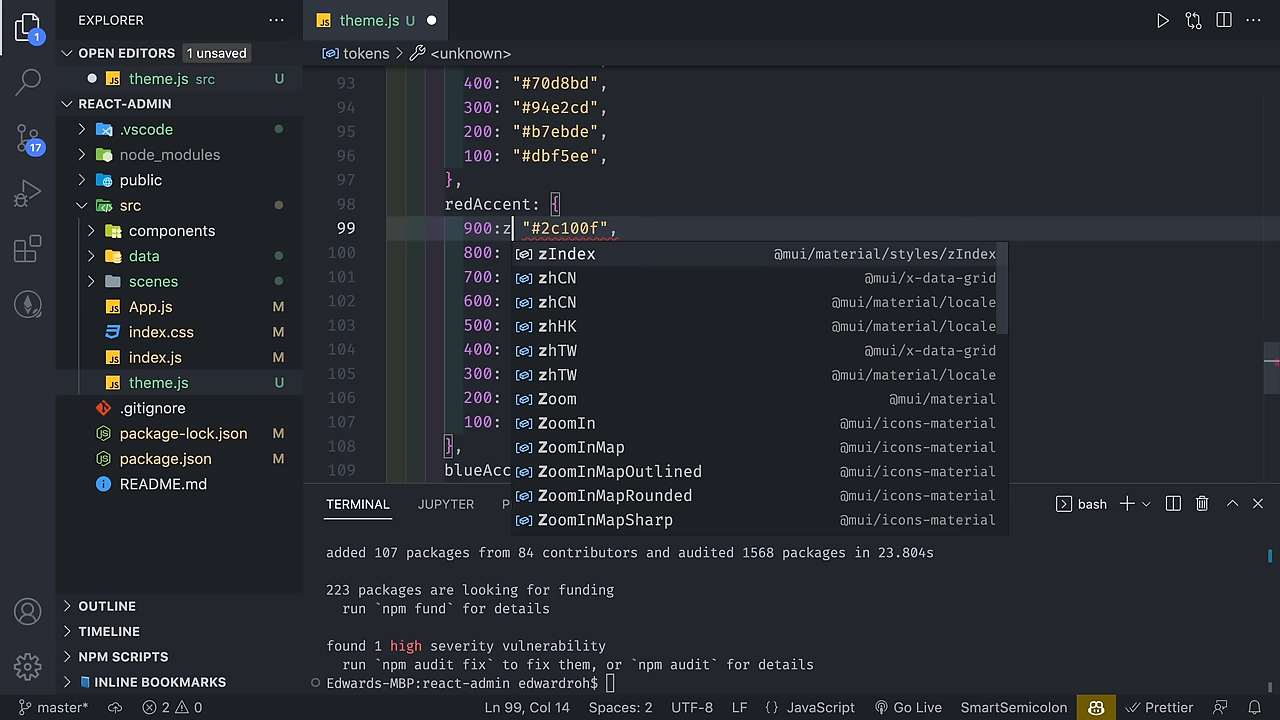 EXPLORER
OPEN EDITORS 1 unsaved
theme.js src U
REACT-ADMIN
.vscode
node_modules
public
src
components
data
scenes
App.js M
index.css M
index.js M
theme.js U
.gitignore
package-lock.json M
package.json M
README.md
OUTLINE
TIMELINE
NPM SCRIPTS
INLINE BOOKMARKS
1
17
JS theme.js U
tokens > <unknown>
93 400: "#70d8bd",
94 300: "#94e2cd",
95 200: "#b7ebde",
96 100: "#dbf5ee",
97 },
98 redAccent: {
99 900:z "#2c100f",
100 800:
101 700:
102 600:
103 500:
104 400:
105 300:
106 200:
107 100:
108 },
109 blueAcc
zIndex @mui/material/styles/zIndex
zhCN @mui/x-data-grid
zhCN @mui/material/locale
zhHK @mui/material/locale
zhTW @mui/x-data-grid
zhTW @mui/material/locale
Zoom @mui/material
ZoomIn @mui/icons-material
ZoomInMap @mui/icons-material
ZoomInMapOutlined @mui/icons-material
ZoomInMapRounded @mui/icons-material
ZoomInMapSharp @mui/icons-material
TERMINAL JUPYTER P bash
added 107 packages from 84 contributors and audited 1568 packages in 23.804s
223 packages are looking for funding
run `npm fund` for details
found 1 high severity vulnerability
run `npm audit fix` to fix them, or `npm audit` for details
Edwards-MBP:react-admin edwardroh$
master* 2 0 Ln 99, Col 14 Spaces: 2 UTF-8 LF {} JavaScript Go Live SmartSemicolon Prettier